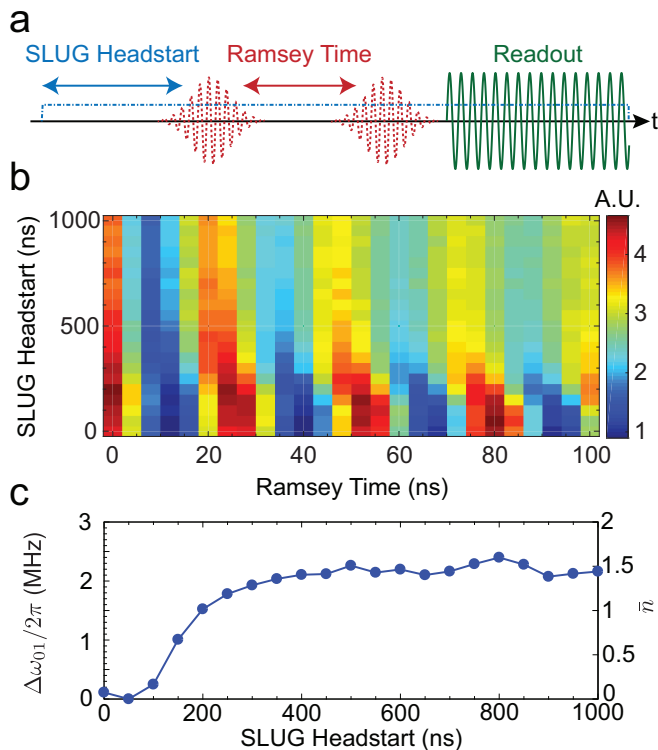 a
SLUG Headstart Ramsey Time Readout
t
b
A.U.
SLUG Headstart (ns)
1000
500
0
4
3
2
1
0 20 40 60 80 100
Ramsey Time (ns)
c
Δω₀₁/2π (MHz)
3
2
1
0
2
1.5
1
0.5
0
n̄
0 200 400 600 800 1000
SLUG Headstart (ns)